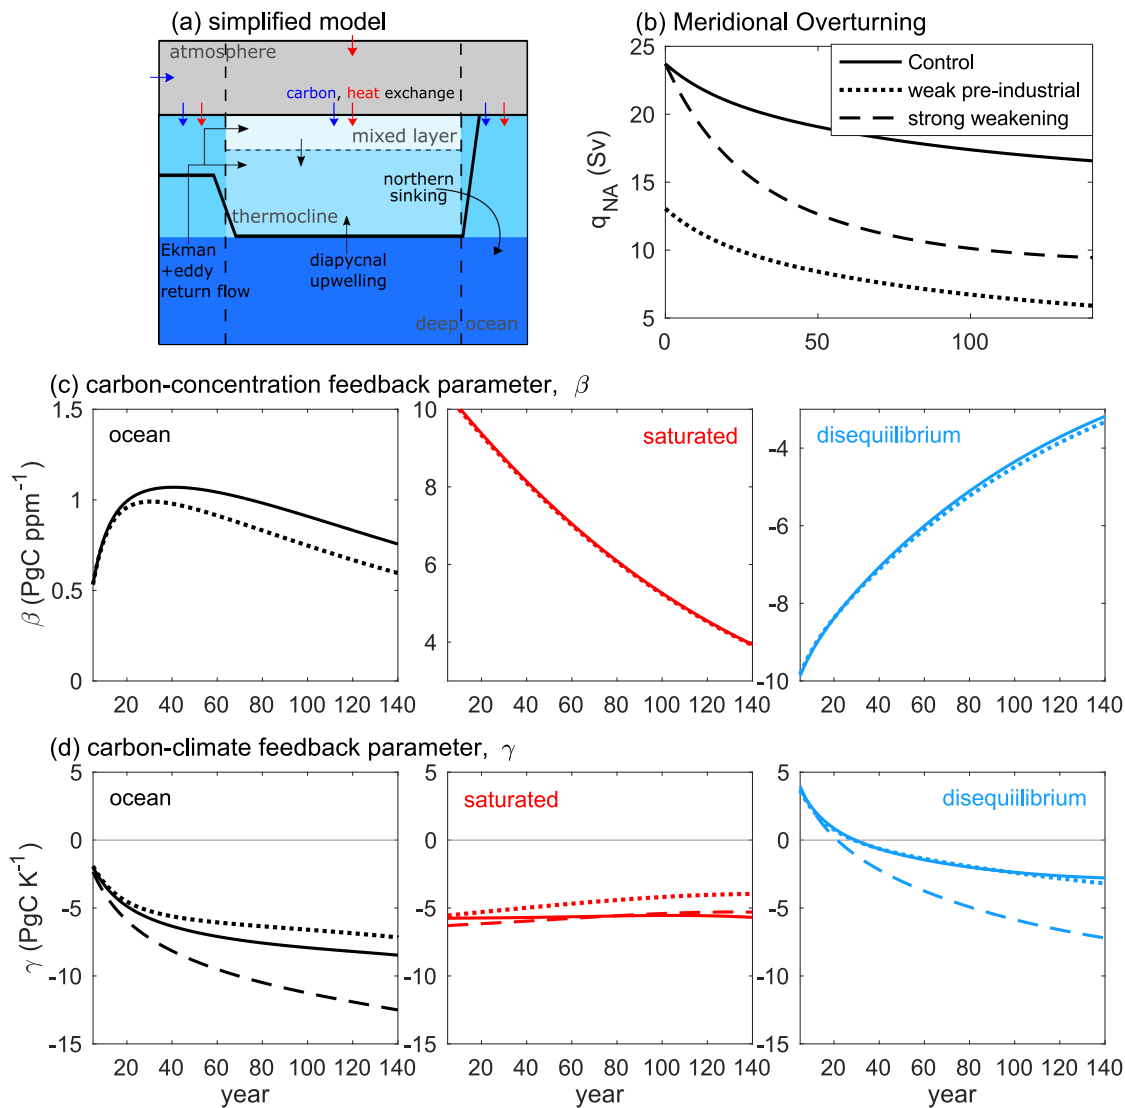 (a) simplified model
atmosphere
carbon, heat exchange
mixed layer
northern
sinking
thermocline
Ekman
+eddy
return flow
diapycnal
upwelling
deep ocean
(b) Meridional Overturning
25
20
15
10
5
q_NA (Sv)
0 50 100
Control
weak pre-industrial
strong weakening
(c) carbon-concentration feedback parameter, β
β (PgC ppm⁻¹)
1.5
1
0.5
0
ocean
20 40 60 80 100 120 140
10
8
6
4
saturated
20 40 60 80 100 120 140
-4
-6
-8
-10
disequiilibrium
20 40 60 80 100 120 140
(d) carbon-climate feedback parameter, γ
γ (PgC K⁻¹)
5
0
-5
-10
-15
ocean
20 40 60 80 100 120 140
year
5
0
-5
-10
-15
saturated
20 40 60 80 100 120 140
year
5
0
-5
-10
-15
disequiilibrium
20 40 60 80 100 120 140
year